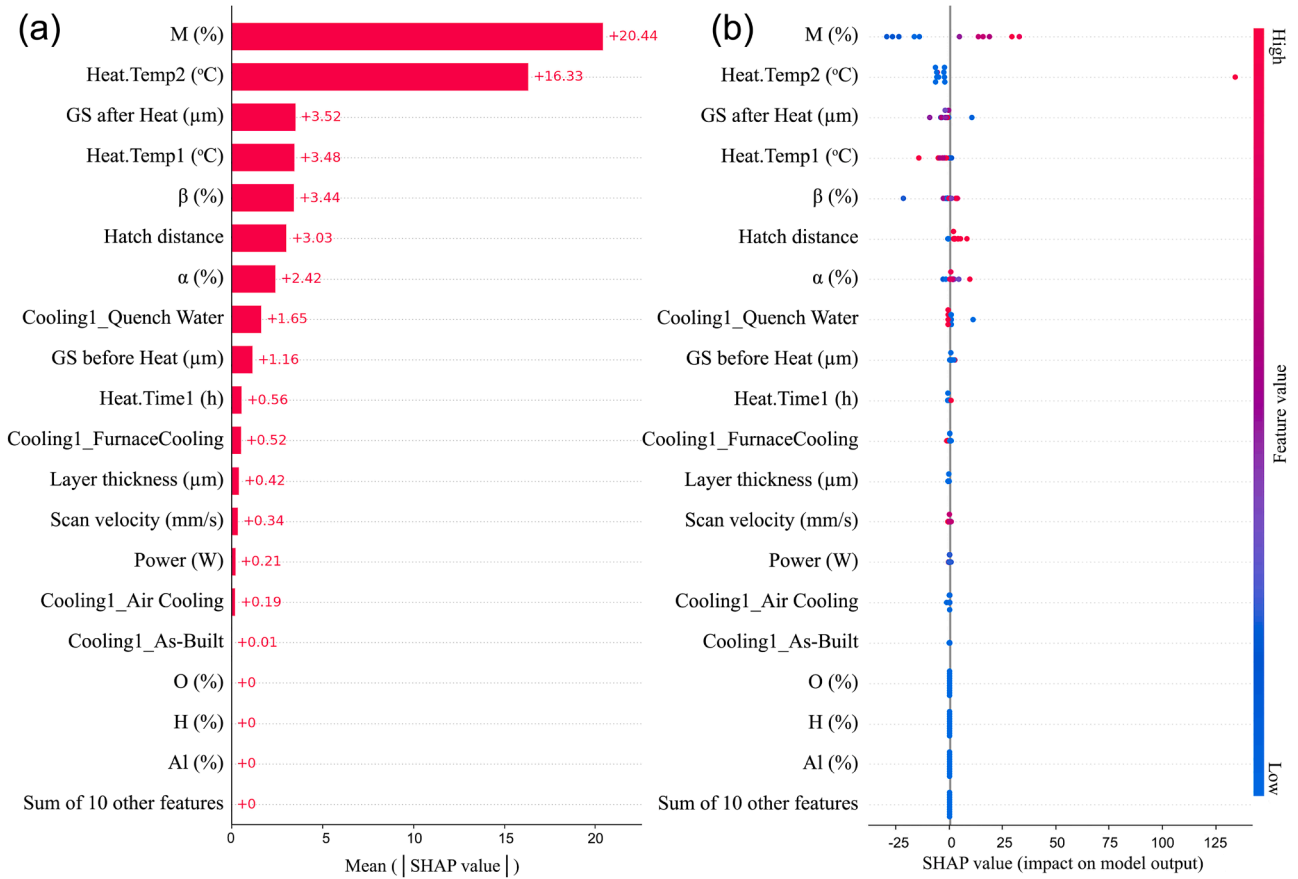 (a)
M (%)
+20.44
Heat.Temp2 (°C)
+16.33
GS after Heat (μm)
+3.52
Heat.Temp1 (°C)
+3.48
β (%)
+3.44
Hatch distance
+3.03
α (%)
+2.42
Cooling1_Quench Water
+1.65
GS before Heat (μm)
+1.16
Heat.Time1 (h)
+0.56
Cooling1_FurnaceCooling
+0.52
Layer thickness (μm)
+0.42
Scan velocity (mm/s)
+0.34
Power (W)
+0.21
Cooling1_Air Cooling
+0.19
Cooling1_As-Built
+0.01
O (%)
+0
H (%)
+0
Al (%)
+0
Sum of 10 other features
+0
0 5 10 15 20
Mean ( | SHAP value | )
(b)
M (%)
Heat.Temp2 (°C)
GS after Heat (μm)
Heat.Temp1 (°C)
β (%)
Hatch distance
α (%)
Cooling1_Quench Water
GS before Heat (μm)
Heat.Time1 (h)
Cooling1_FurnaceCooling
Layer thickness (μm)
Scan velocity (mm/s)
Power (W)
Cooling1_Air Cooling
Cooling1_As-Built
O (%)
H (%)
Al (%)
Sum of 10 other features
-25 0 25 50 75 100 125
SHAP value (impact on model output)
High
Feature value
Low